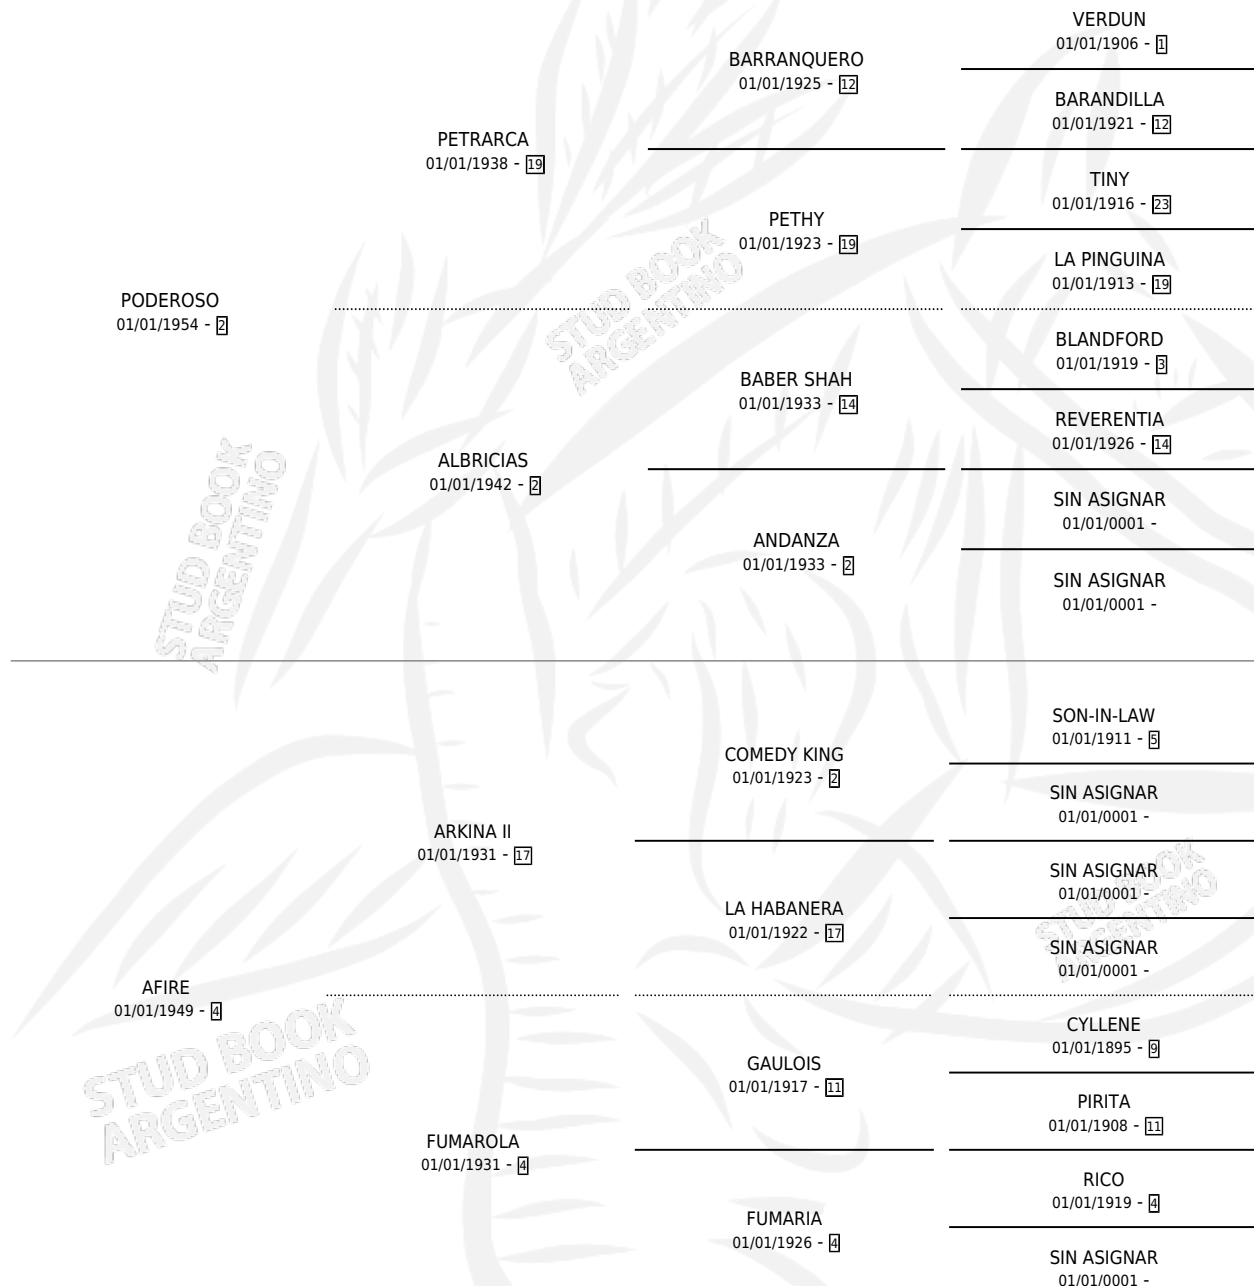 VERDUN
01/01/1906 - 1
BARRANQUERO
01/01/1925 - 12
BARANDILLA
01/01/1921 - 12
PETRARCA
01/01/1938 - 19
TINY
01/01/1916 - 23
PETHY
01/01/1923 - 19
LA PINGUINA
01/01/1913 - 19
PODEROSO
01/01/1954 - 2
BLANDFORD
01/01/1919 - 3
BABER SHAH
01/01/1933 - 14
REVERENTIA
01/01/1926 - 14
ALBRICIAS
01/01/1942 - 2
SIN ASIGNAR
01/01/0001 -
ANDANZA
01/01/1933 - 2
SIN ASIGNAR
01/01/0001 -
STUD BOOK
ARGENTINO
STUD BOOK
ARGENTINO
SON-IN-LAW
01/01/1911 - 5
COMEDY KING
01/01/1923 - 2
SIN ASIGNAR
01/01/0001 -
ARKINA II
01/01/1931 - 17
SIN ASIGNAR
01/01/0001 -
LA HABANERA
01/01/1922 - 17
SIN ASIGNAR
01/01/0001 -
AFIRE
01/01/1949 - 4
CYLLENE
01/01/1895 - 9
GAULOIS
01/01/1917 - 11
PIRITA
01/01/1908 - 11
FUMAROLA
01/01/1931 - 4
RICO
01/01/1919 - 4
FUMARIA
01/01/1926 - 4
SIN ASIGNAR
01/01/0001 -
STUD BOOK
ARGENTINO
STUD BOOK
ARGENTINO